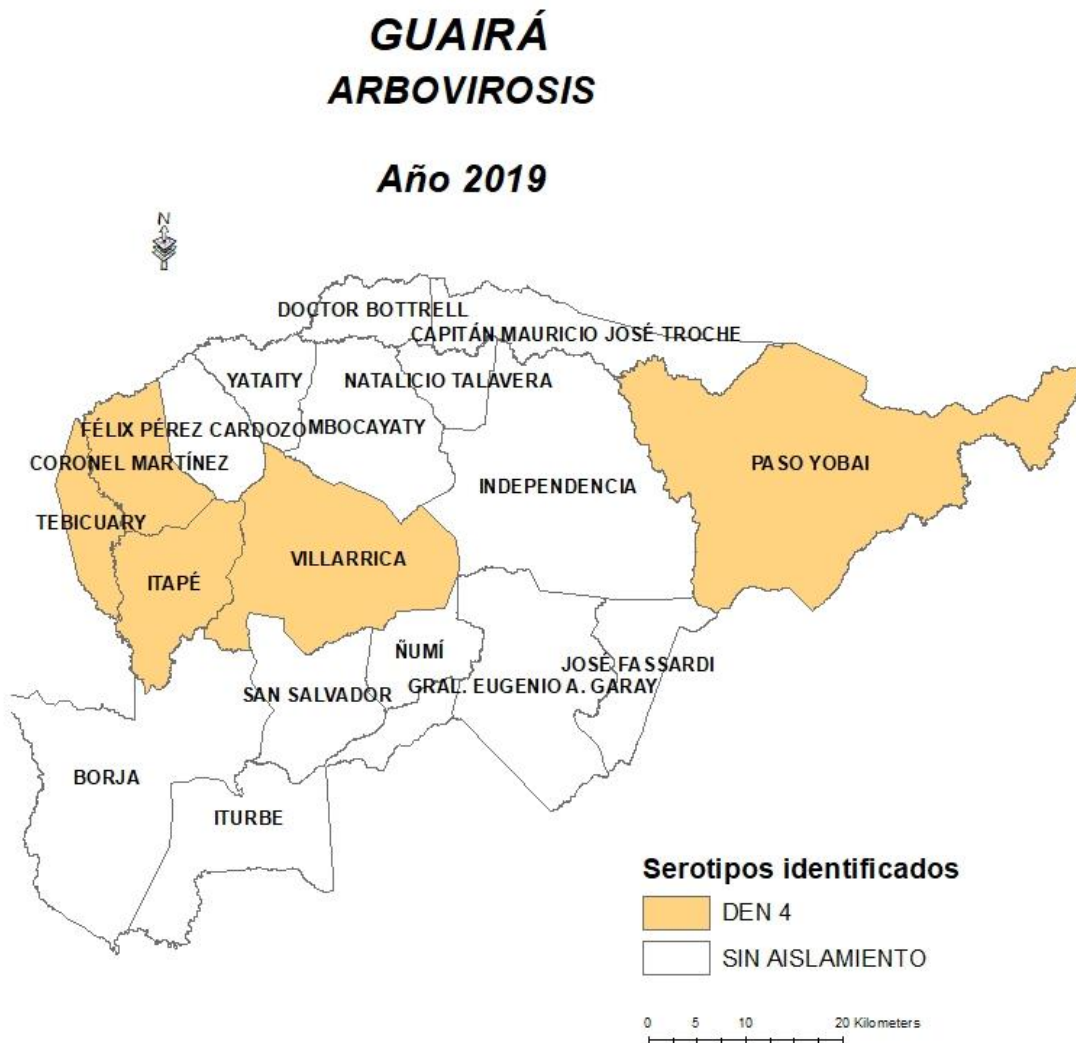 GUAIRÁ
ARBOVIROSIS
Año 2019
N
DOCTOR BOTTRELL
CAPITÁN MAURICIO JOSÉ TROCHE
YATAITY
NATALICIO TALAVERA
FÉLIX PÉREZ CARDOZO
MBOCAYATY
CORONEL MARTÍNEZ
PASO YOBAI
INDEPENDENCIA
TEBICUARY
VILLARRICA
ITAPÉ
ÑUMÍ
JOSÉ FASSARDI
GRAL. EUGENIO A. GARAY
SAN SALVADOR
BORJA
ITURBE
Serotipos identificados
DEN 4
SIN AISLAMIENTO
0 5 10 20 Kilometers